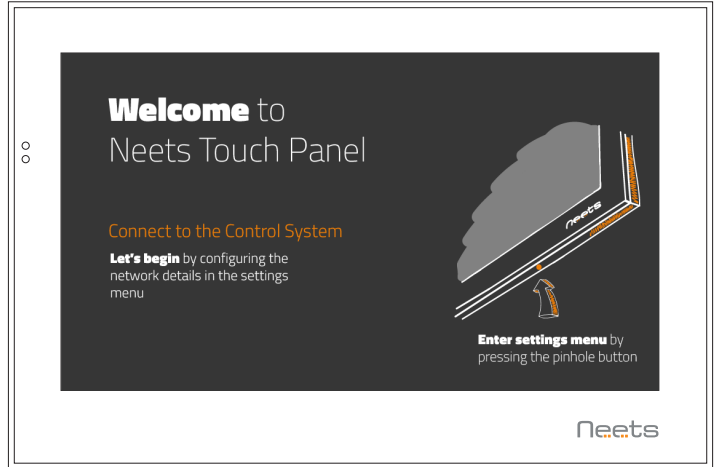 Welcome to
Neets Touch Panel
Connect to the Control System
Let's begin by configuring the
network details in the settings
menu
neets
Enter settings menu by
pressing the pinhole button
neets